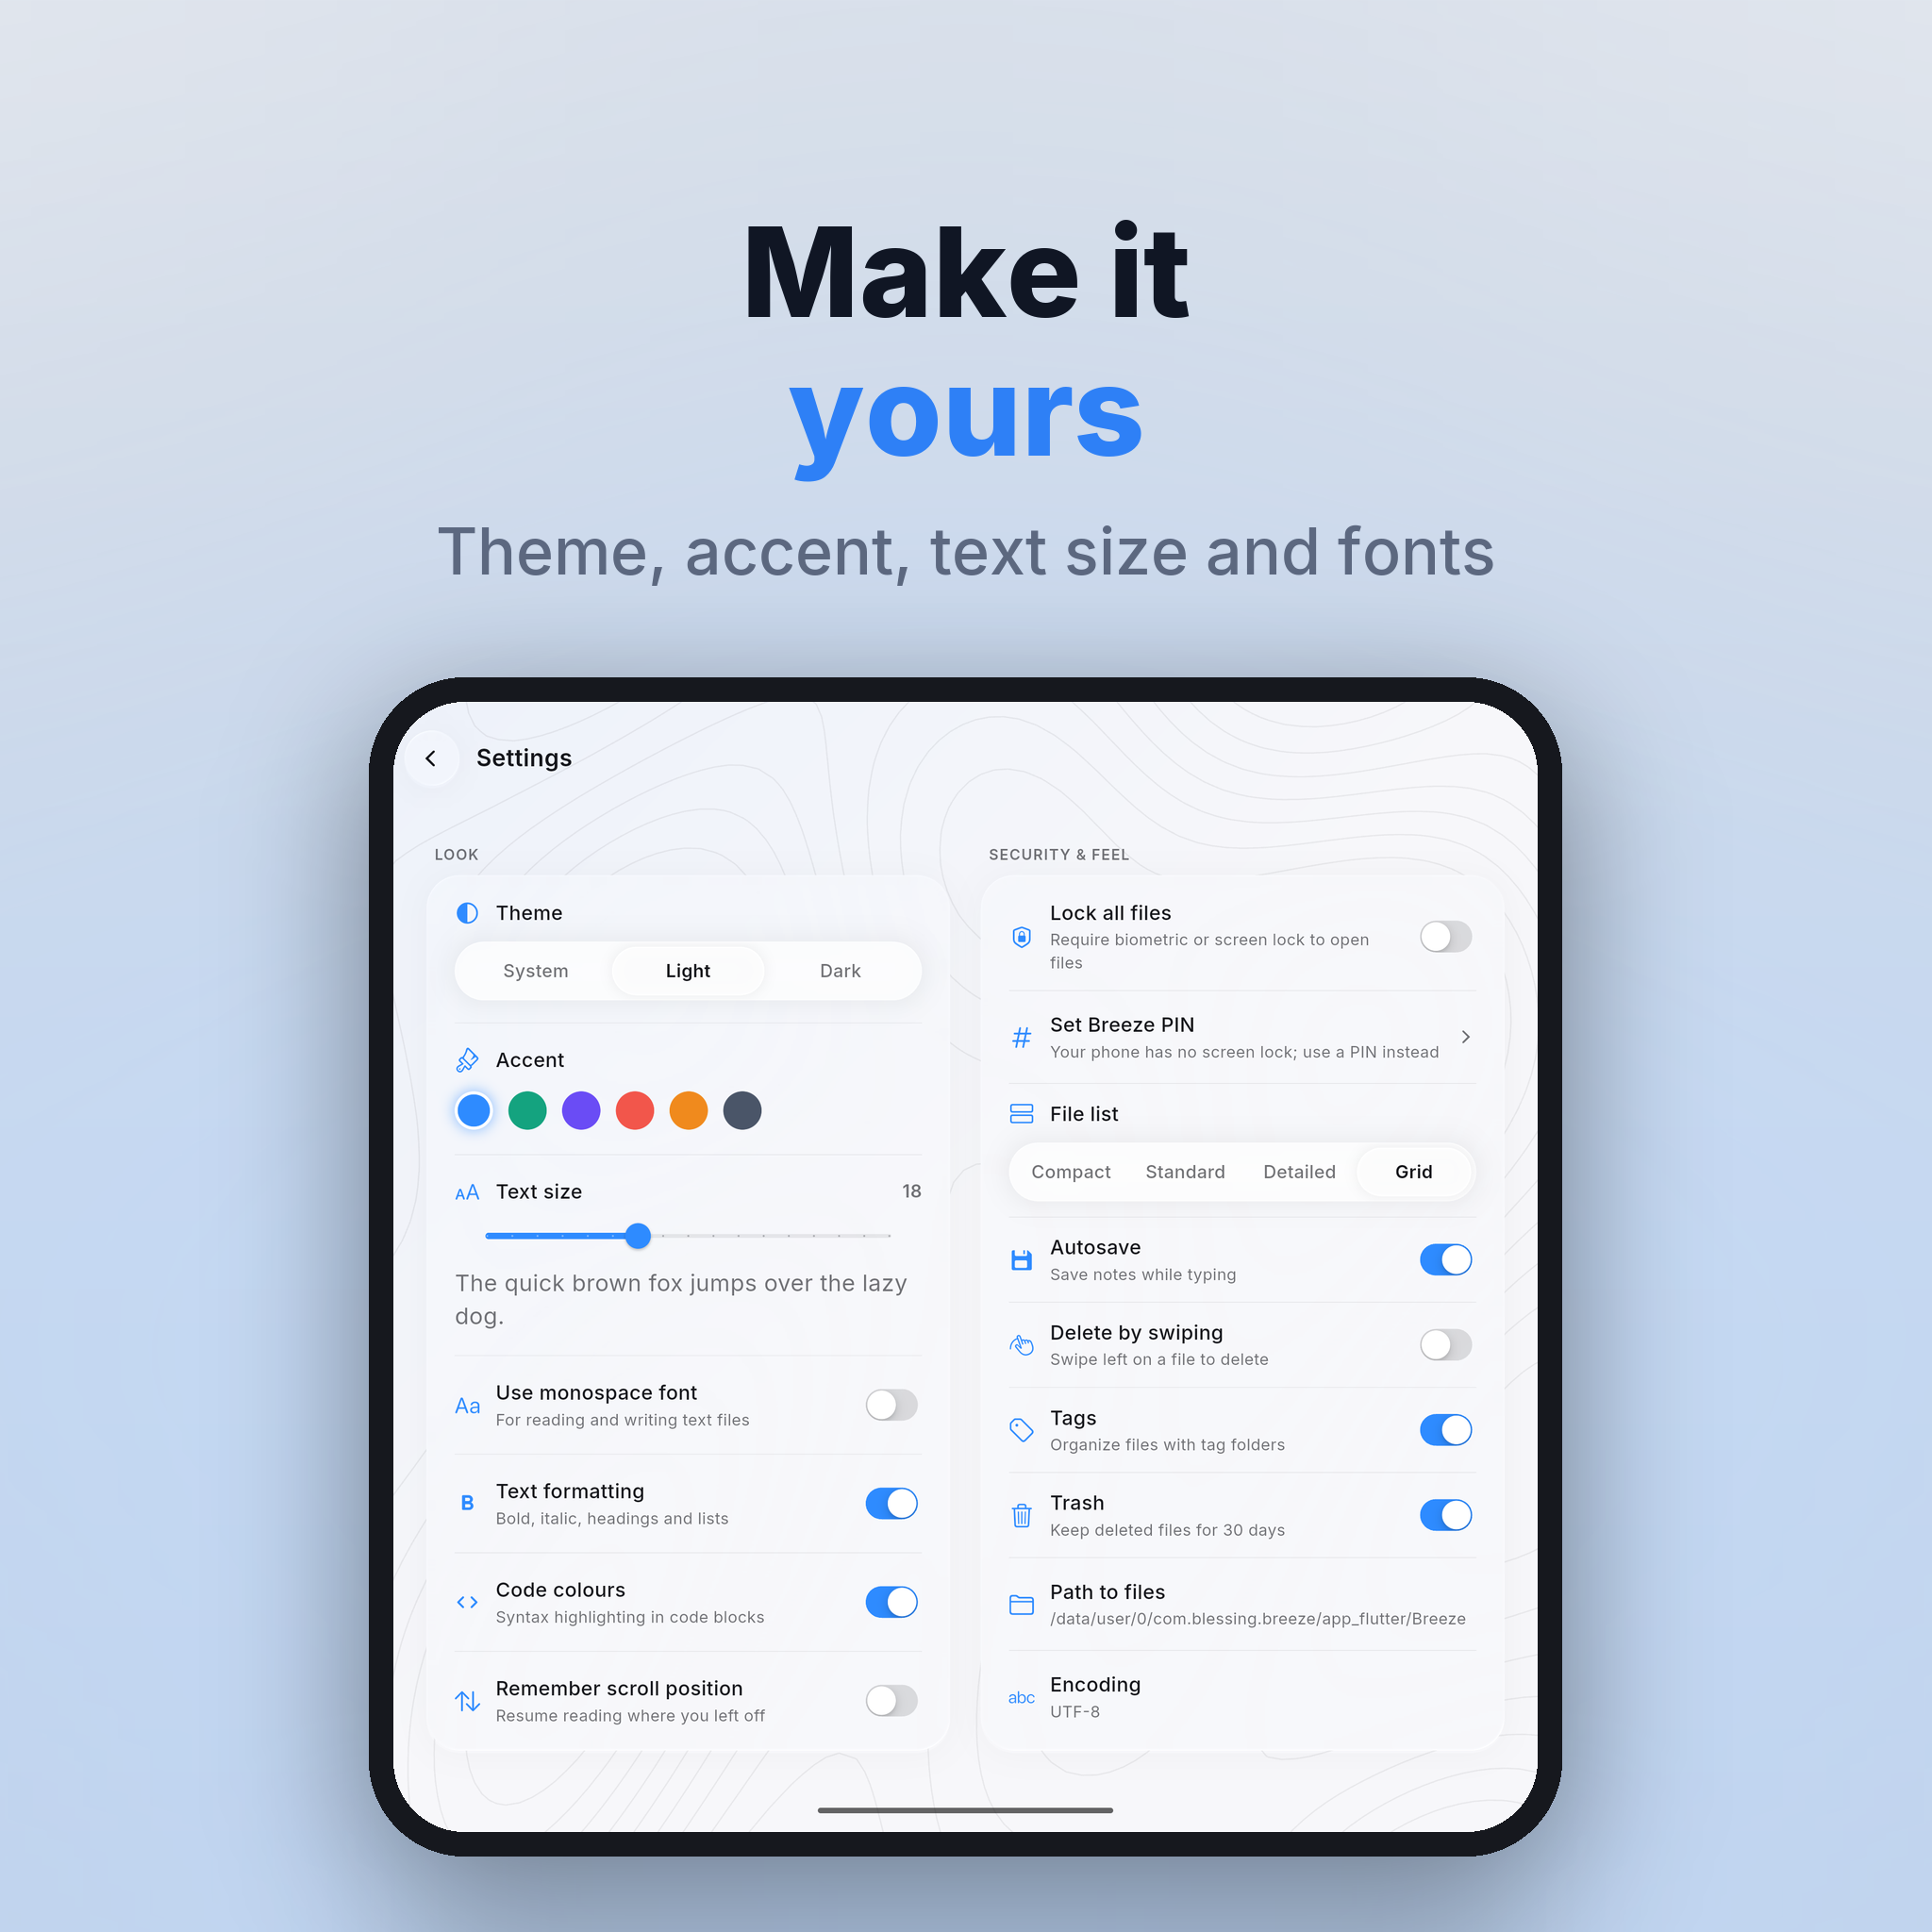 Make it
yours
Theme, accent, text size and fonts
Settings
LOOK
Theme
System Light Dark
Accent
AA Text size 18
The quick brown fox jumps over the lazy
dog.
Aa Use monospace font
For reading and writing text files
B Text formatting
Bold, italic, headings and lists
Code colours
Syntax highlighting in code blocks
Remember scroll position
Resume reading where you left off
SECURITY & FEEL
Lock all files
Require biometric or screen lock to open
files
# Set Breeze PIN
Your phone has no screen lock; use a PIN instead
File list
Compact Standard Detailed Grid
Autosave
Save notes while typing
Delete by swiping
Swipe left on a file to delete
Tags
Organize files with tag folders
Trash
Keep deleted files for 30 days
Path to files
/data/user/0/com.blessing.breeze/app_flutter/Breeze
abc Encoding
UTF-8